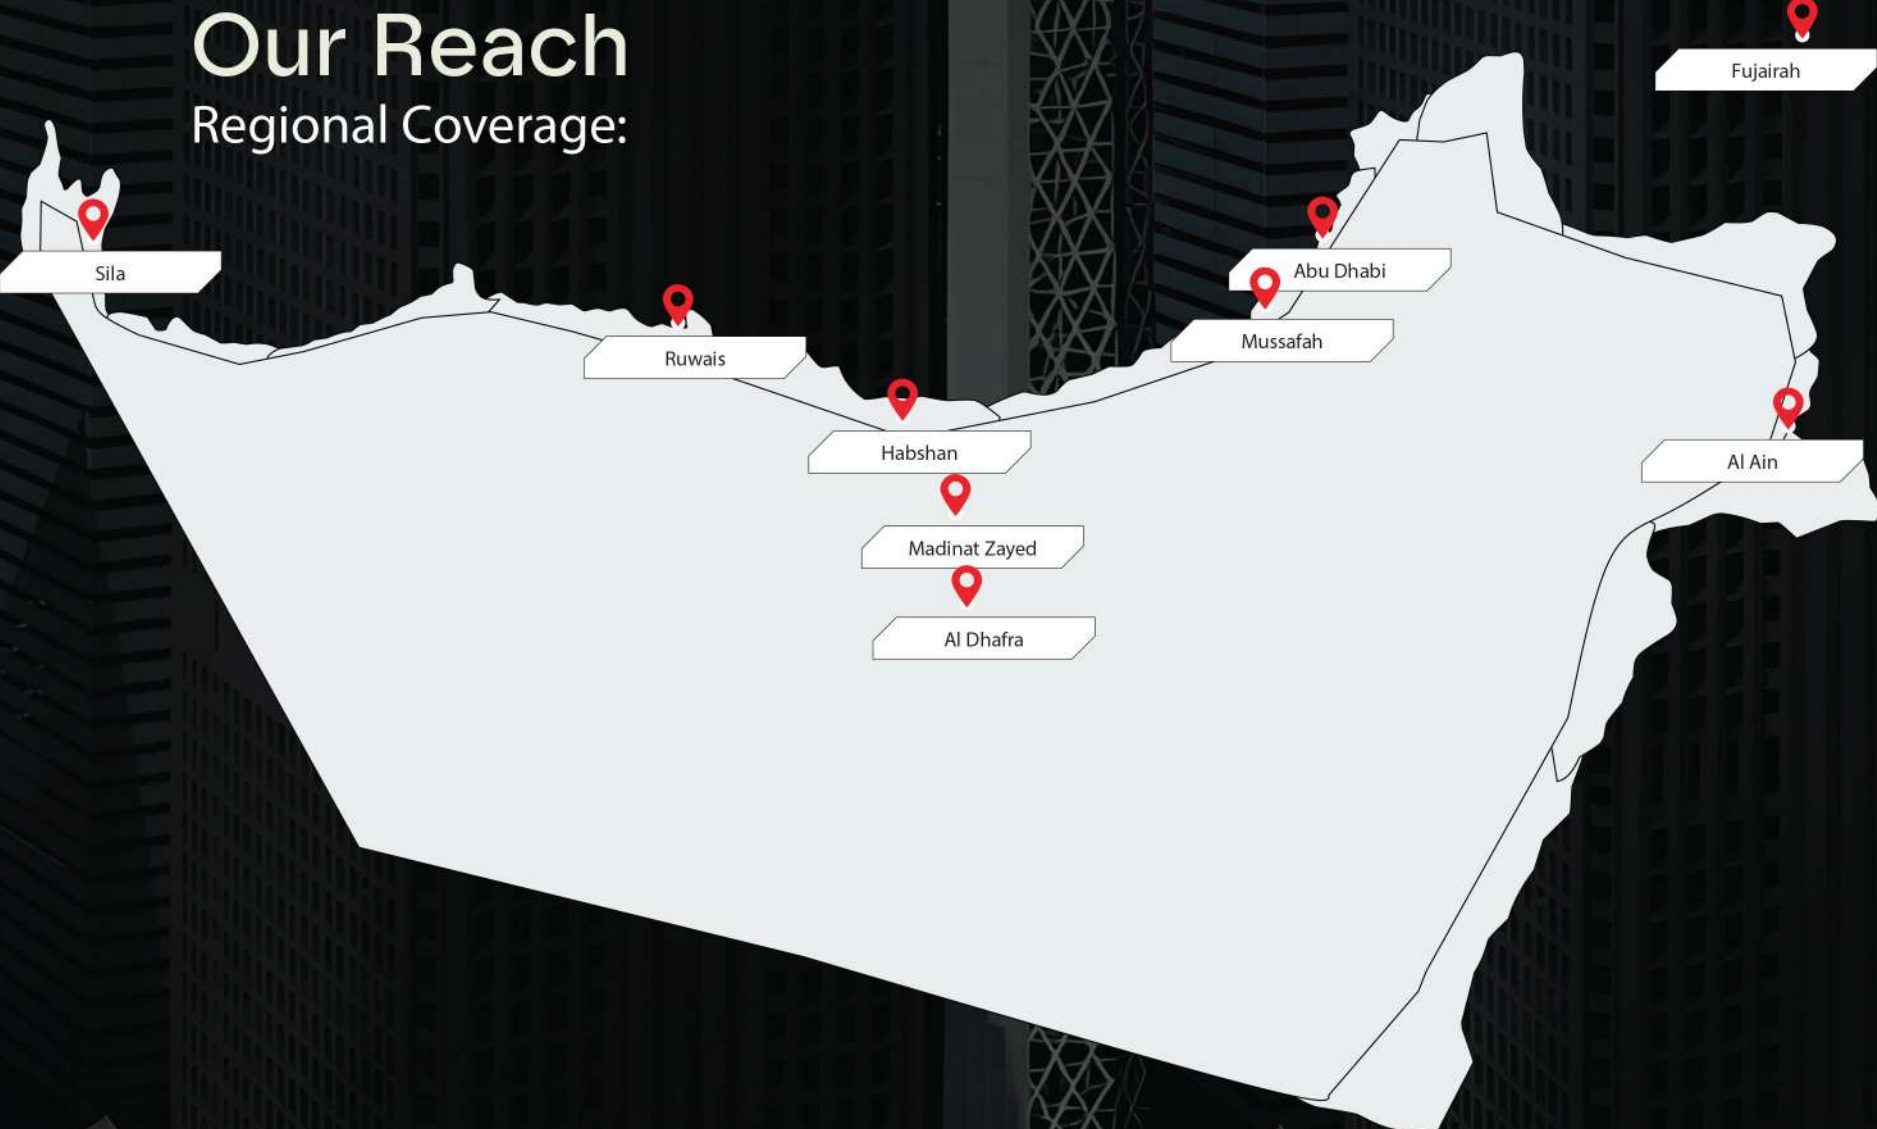 Our Reach
Regional Coverage:
Fujairah
Sila
Abu Dhabi
Mussafah
Ruwais
Habshan
Al Ain
Madinat Zayed
Al Dhafra